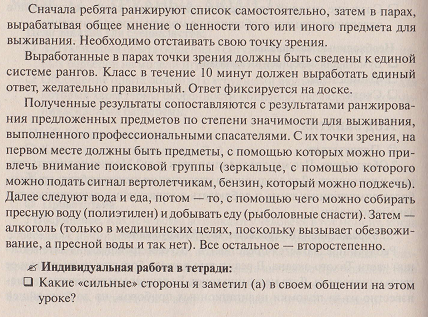 Сначала ребята ранжируют список самостоятельно, затем в парах,
вырабатывая общее мнение о ценности того или иного предмета для
выживания. Необходимо отстаивать свою точку зрения.
Выработанные в парах точки зрения должны быть сведены к единой
системе рангов. Класс в течение 10 минут должен выработать единый
ответ, желательно правильный. Ответ фиксируется на доске.
Полученные результаты сопоставляются с результатами ранжирова-
ния предложенных предметов по степени значимости для выживания,
выполненного профессиональными спасателями. С их точки зрения, на
первом месте должны быть предметы, с помощью которых можно при-
влечь внимание поисковой группы (зеркальце, с помощью которого
можно подать сигнал вертолетчикам, бензин, который можно поджечь).
Далее следуют вода и еда, потом — то, с помощью чего можно собирать
пресную воду (полиэтилен) и добывать еду (рыболовные снасти). Затем —
алкоголь (только в медицинских целях, поскольку вызывает обезвожи-
вание, а пресной воды и так нет). Все остальное — второстепенно.
✍ Индивидуальная работа в тетради:
❑ Какие «сильные» стороны я заметил (а) в своем общении на этом
уроке?